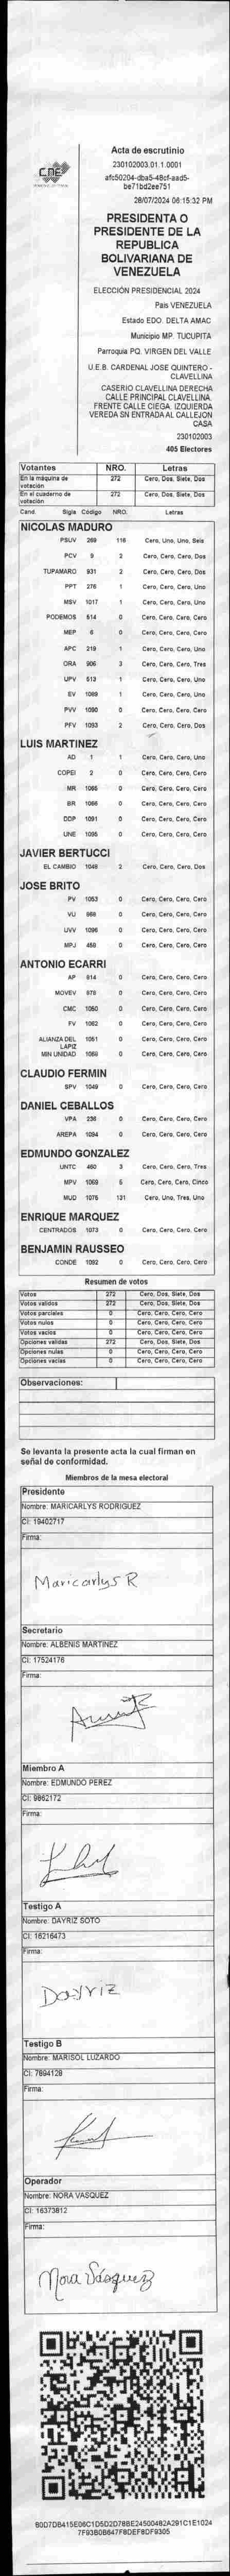 CNE
Acta de escrutinio
230102003.01.1.0001
afc50204-dba5-48cf-aad5-
be71bd2ee751
28/07/2024 06:15:32 PM
PRESIDENTA O
PRESIDENTE DE LA
REPUBLICA
BOLIVARIANA DE
VENEZUELA
ELECCIÓN PRESIDENCIAL 2024
País VENEZUELA
Estado EDO. DELTA AMAC
Municipio MP. TUCUPITA
Parroquia PQ. VIRGEN DEL VALLE
U.E.B. CARDENAL JOSE QUINTERO -
CLAVELLINA
CASERIO CLAVELLINA DERECHA
CALLE PRINCIPAL CLAVELLINA.
FRENTE CALLE CIEGA. IZQUIERDA
VEREDA SN ENTRADA AL CALLEJON
CASA
230102003
405 Electores
Votantes NRO. Letras
En la máquina de votación 272 Cero, Dos, Siete, Dos
En el cuaderno de votación 272 Cero, Dos, Siete, Dos
Cand. Sigla Código NRO. Letras
NICOLAS MADURO
PSUV 269 116 Cero, Uno, Uno, Seis
PCV 9 2 Cero, Cero, Cero, Dos
TUPAMARO 931 2 Cero, Cero, Cero, Dos
PPT 276 1 Cero, Cero, Cero, Uno
MSV 1017 1 Cero, Cero, Cero, Uno
PODEMOS 514 0 Cero, Cero, Cero, Cero
MEP 6 0 Cero, Cero, Cero, Cero
APC 219 1 Cero, Cero, Cero, Uno
ORA 906 3 Cero, Cero, Cero, Tres
UPV 513 1 Cero, Cero, Cero, Uno
EV 1089 1 Cero, Cero, Cero, Uno
PVV 1090 0 Cero, Cero, Cero, Cero
PFV 1093 2 Cero, Cero, Cero, Dos
LUIS MARTINEZ
AD 1 1 Cero, Cero, Cero, Uno
COPEI 2 0 Cero, Cero, Cero, Cero
MR 1065 0 Cero, Cero, Cero, Cero
BR 1066 0 Cero, Cero, Cero, Cero
DDP 1091 0 Cero, Cero, Cero, Cero
UNE 1095 0 Cero, Cero, Cero, Cero
JAVIER BERTUCCI
EL CAMBIO 1048 2 Cero, Cero, Cero, Dos
JOSE BRITO
PV 1053 0 Cero, Cero, Cero, Cero
VU 968 0 Cero, Cero, Cero, Cero
UVV 1096 0 Cero, Cero, Cero, Cero
MPJ 458 0 Cero, Cero, Cero, Cero
ANTONIO ECARRI
AP 914 0 Cero, Cero, Cero, Cero
MOVEV 978 0 Cero, Cero, Cero, Cero
CMC 1050 0 Cero, Cero, Cero, Cero
FV 1062 0 Cero, Cero, Cero, Cero
ALIANZA DEL LAPIZ 1051 0 Cero, Cero, Cero, Cero
MIN UNIDAD 1068 0 Cero, Cero, Cero, Cero
CLAUDIO FERMIN
SPV 1049 0 Cero, Cero, Cero, Cero
DANIEL CEBALLOS
VPA 236 0 Cero, Cero, Cero, Cero
AREPA 1094 0 Cero, Cero, Cero, Cero
EDMUNDO GONZALEZ
UNTC 460 3 Cero, Cero, Cero, Tres
MPV 1069 5 Cero, Cero, Cero, Cinco
MUD 1076 131 Cero, Uno, Tres, Uno
ENRIQUE MARQUEZ
CENTRADOS 1073 0 Cero, Cero, Cero, Cero
BENJAMIN RAUSSEO
CONDE 1092 0 Cero, Cero, Cero, Cero
Resumen de votos
Votos 272 Cero, Dos, Siete, Dos
Votos validos 272 Cero, Dos, Siete, Dos
Votos parciales 0 Cero, Cero, Cero, Cero
Votos nulos 0 Cero, Cero, Cero, Cero
Votos vacios 0 Cero, Cero, Cero, Cero
Opciones validas 272 Cero, Dos, Siete, Dos
Opciones nulas 0 Cero, Cero, Cero, Cero
Opciones vacias 0 Cero, Cero, Cero, Cero
Observaciones:
Se levanta la presente acta la cual firman en
señal de conformidad.
Miembros de la mesa electoral
Presidente
Nombre: MARICARLYS RODRIGUEZ
CI: 19402717
Firma:
Maricarlys R
Secretario
Nombre: ALBENIS MARTINEZ
CI: 17524176
Firma:
Miembro A
Nombre: EDMUNDO PEREZ
CI: 9862172
Firma:
Testigo A
Nombre: DAYRIZ SOTO
CI: 16216473
Firma:
Dayriz
Testigo B
Nombre: MARISOL LUZARDO
CI: 7894128
Firma:
Operador
Nombre: NORA VASQUEZ
CI: 16373812
Firma:
Nora Vásquez
80D7DB415E06C1D5D2D78BE24500482A291C1E1024
7F93B0B647F8DEF8DF9305